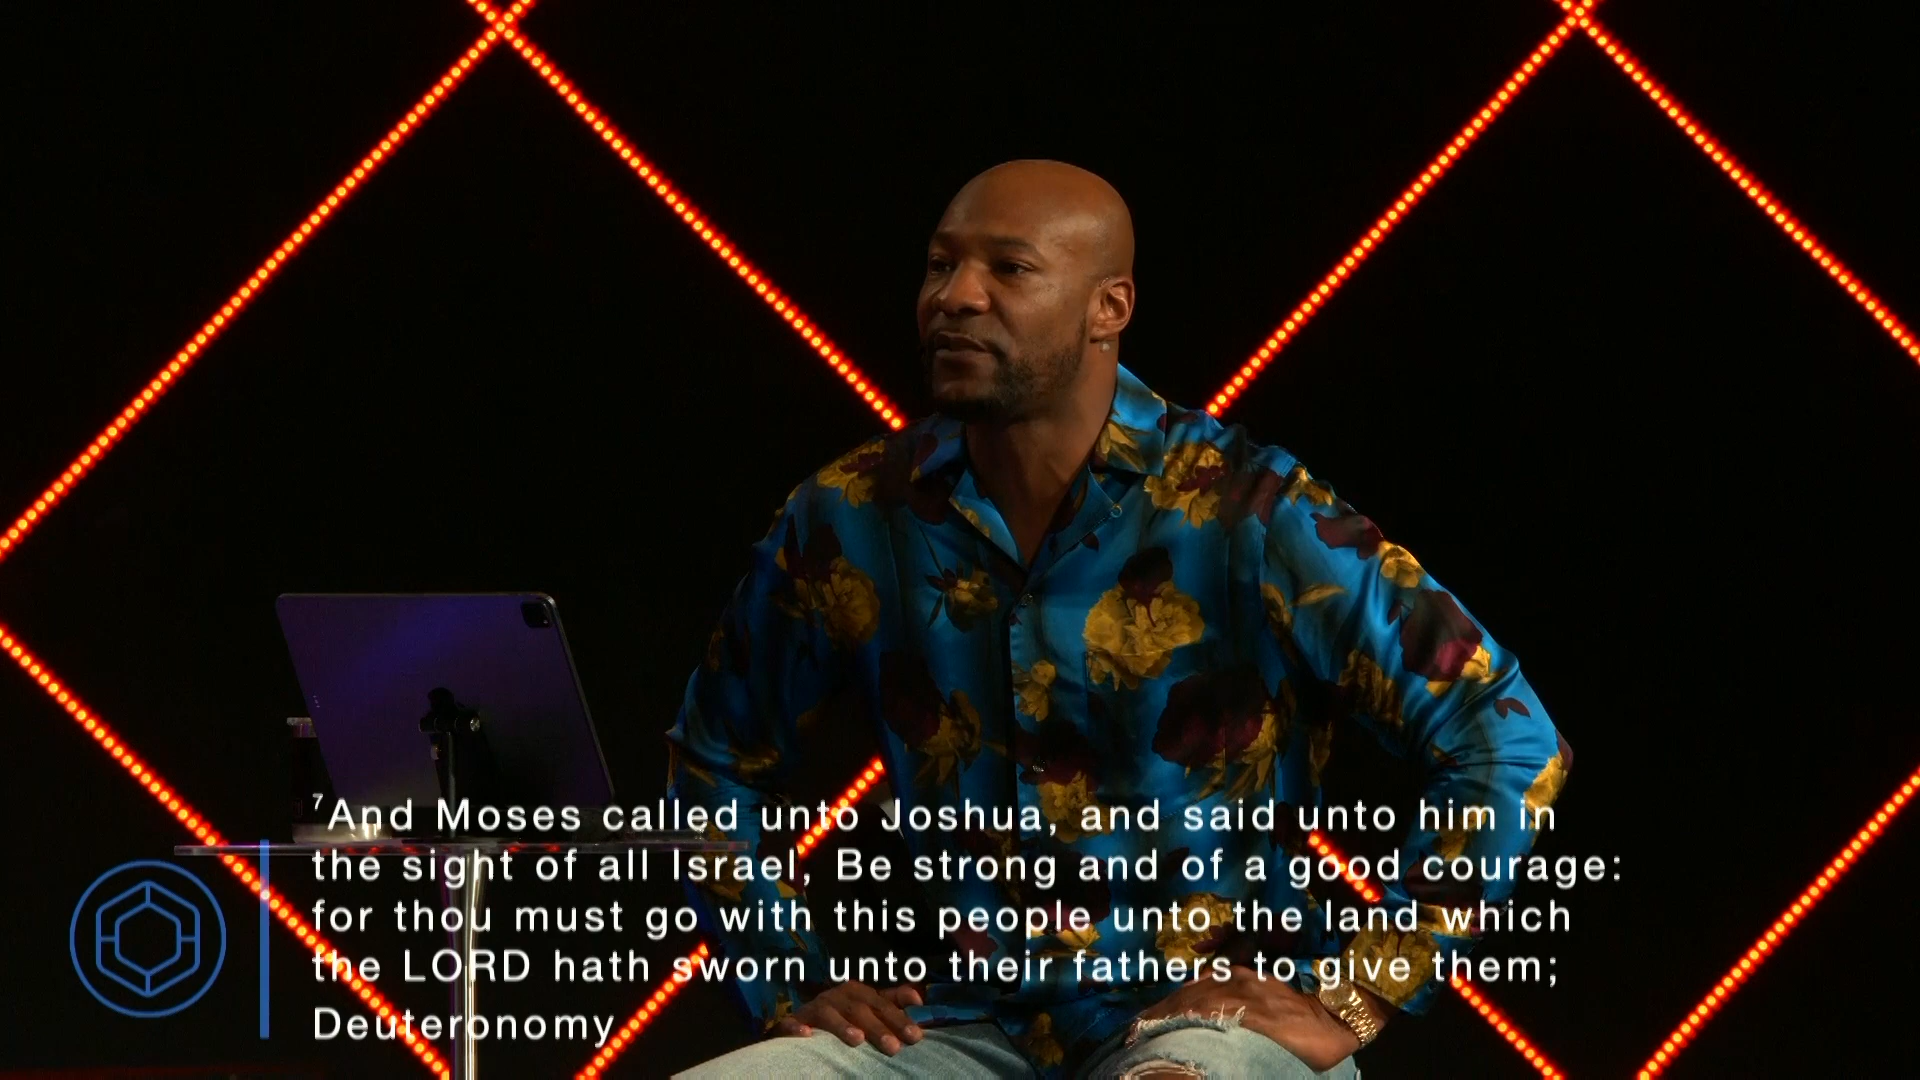 ⁷And Moses called unto Joshua, and said unto him in
the sight of all Israel, Be strong and of a good courage:
for thou must go with this people unto the land which
the LORD hath sworn unto their fathers to give them;
Deuteronomy